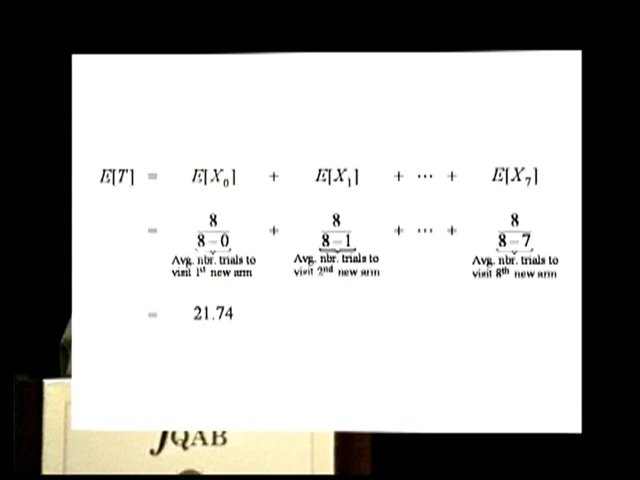 E[T] = E[X₀] + E[X₁] + ⋯ + E[X₇]
= 8/(8 − 0) + 8/(8 − 1) + ⋯ + 8/(8 − 7)
Avg. nbr. trials to visit 1st new arm
Avg. nbr. trials to visit 2nd new arm
Avg. nbr. trials to visit 8th new arm
= 21.74
JQAB